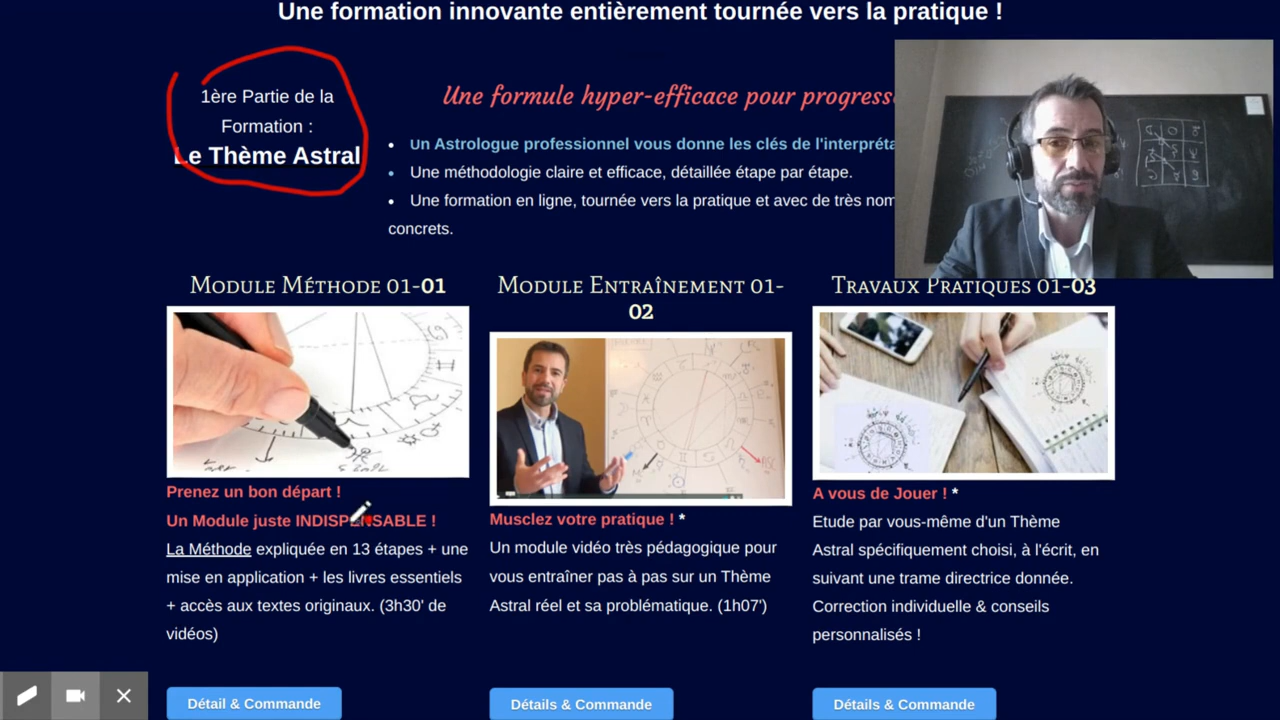 Une formation innovante entièrement tournée vers la pratique !
1ère Partie de la
Formation :
Le Thème Astral
Une formule hyper-efficace pour progress
Un Astrologue professionnel vous donne les clés de l'interpréta
Une méthodologie claire et efficace, détaillée étape par étape.
Une formation en ligne, tournée vers la pratique et avec de très nom
concrets.
Module Méthode 01-01
Prenez un bon départ !
Un Module juste INDISPENSABLE !
La Méthode expliquée en 13 étapes + une
mise en application + les livres essentiels
+ accès aux textes originaux. (3h30' de
vidéos)
Détail & Commande
Module Entraînement 01-
02
Musclez votre pratique ! *
Un module vidéo très pédagogique pour
vous entraîner pas à pas sur un Thème
Astral réel et sa problématique. (1h07')
Détails & Commande
Travaux Pratiques 01-03
A vous de Jouer ! *
Etude par vous-même d'un Thème
Astral spécifiquement choisi, à l'écrit, en
suivant une trame directrice donnée.
Correction individuelle & conseils
personnalisés !
Détails & Commande